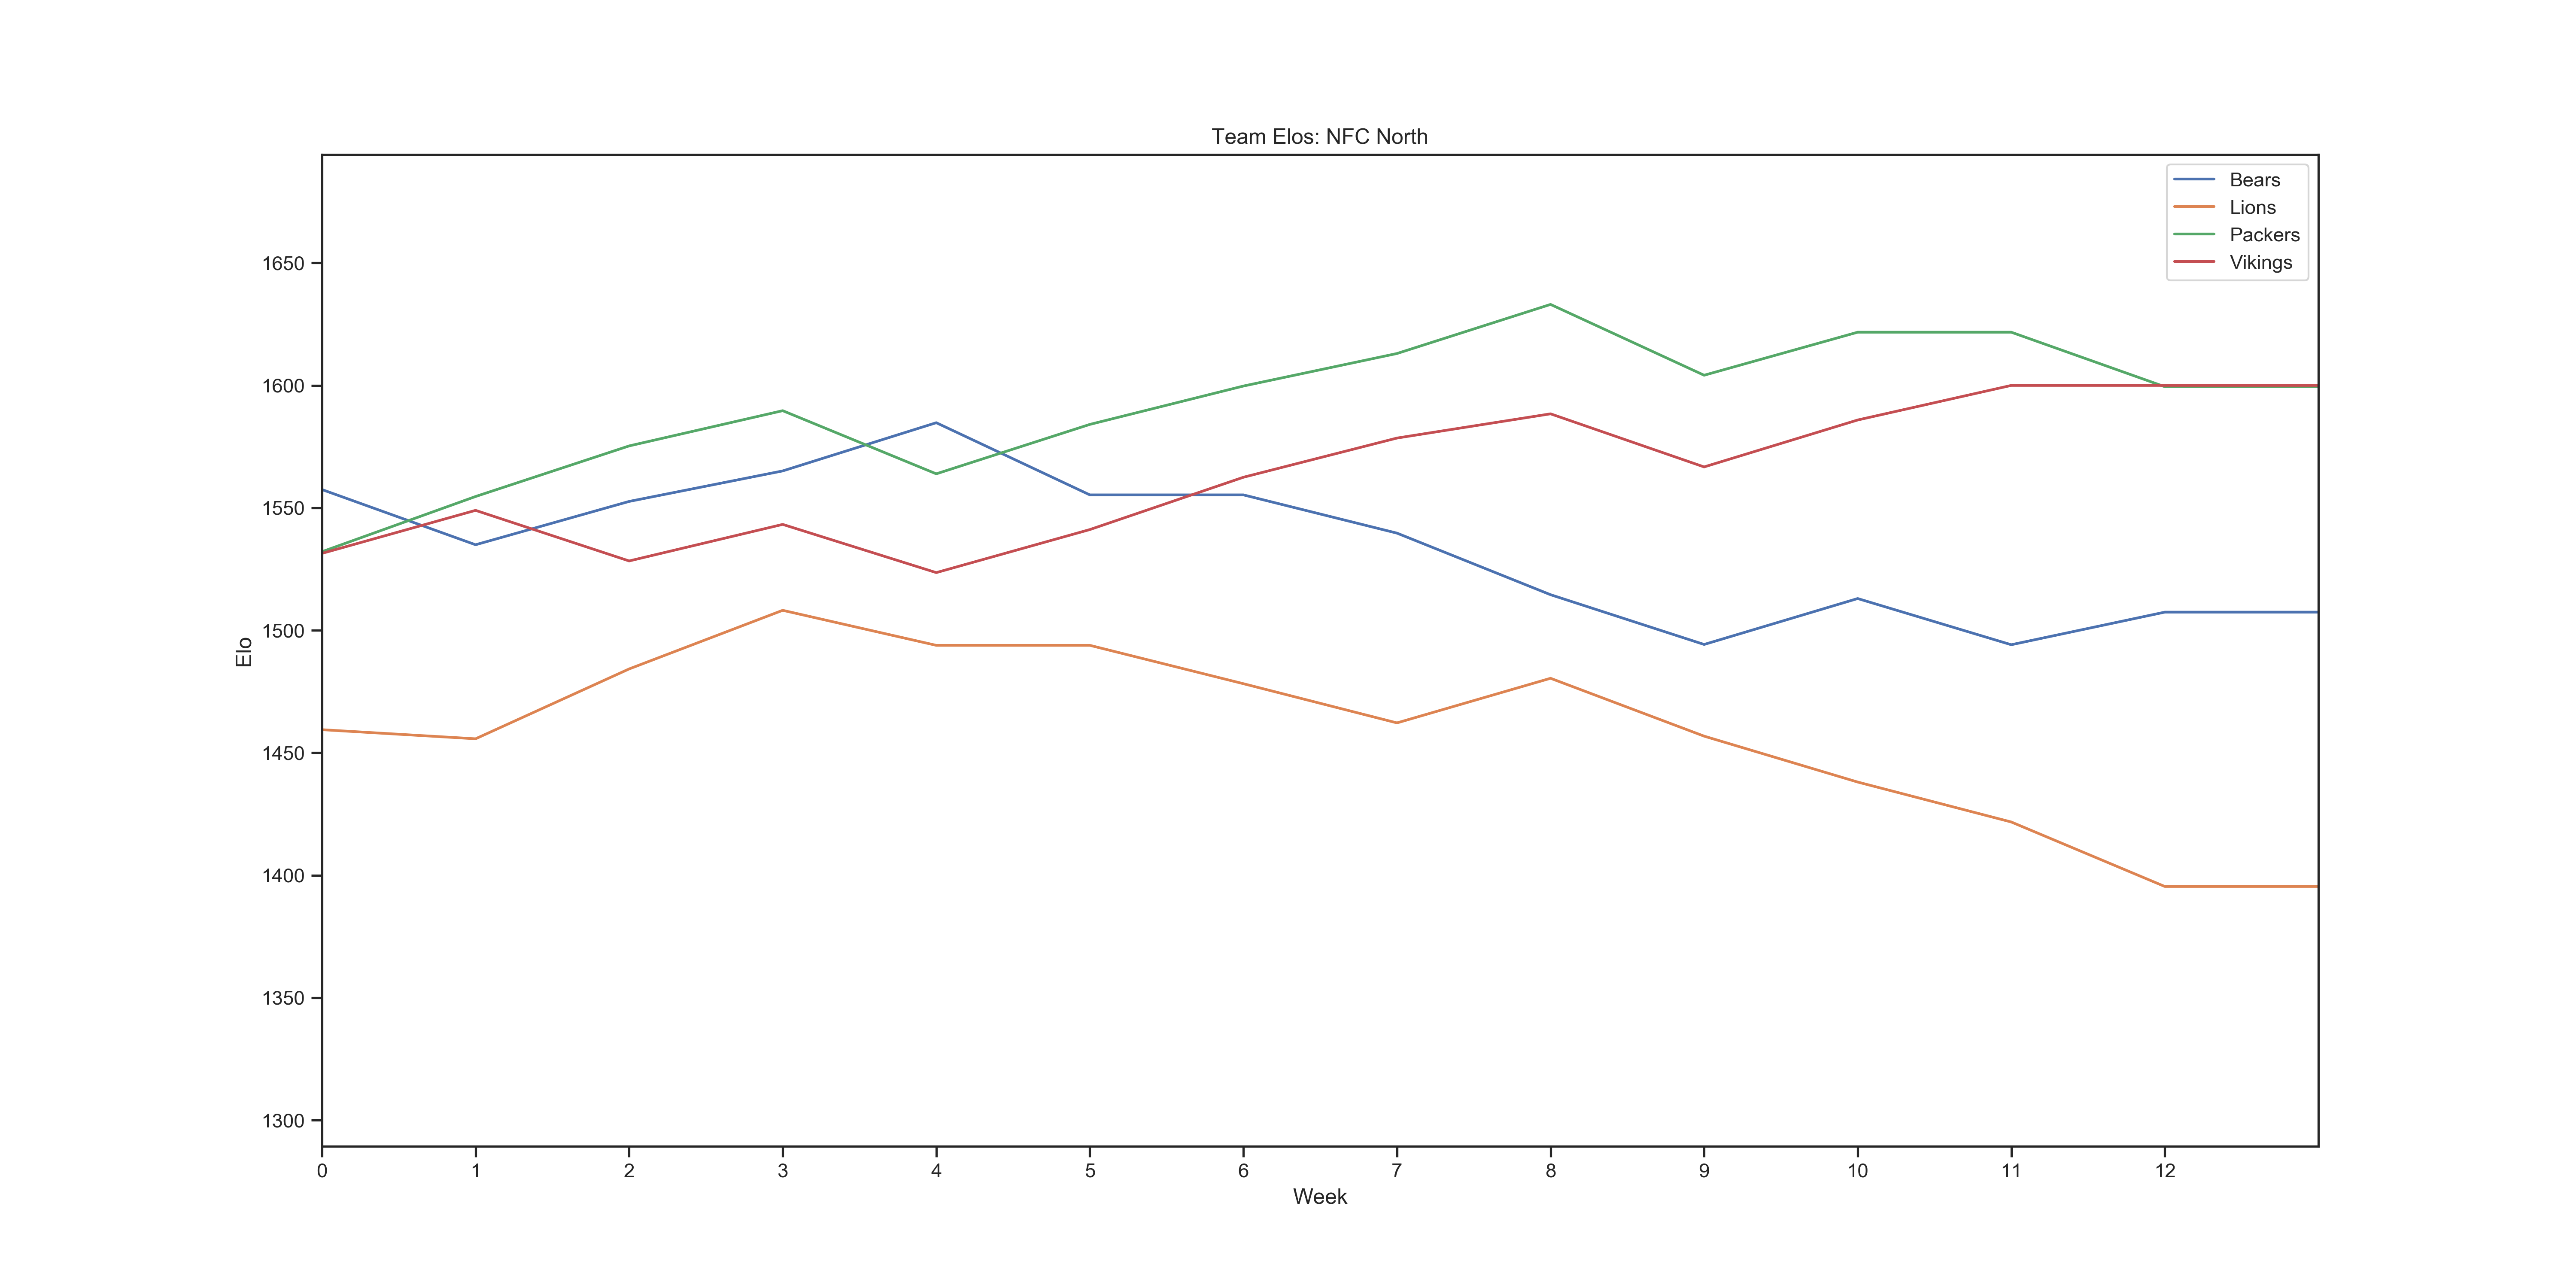 Team Elos: NFC North
Bears
Lions
Packers
Vikings
1650
1600
1550
1500
1450
1400
1350
1300
Elo
0 1 2 3 4 5 6 7 8 9 10 11 12
Week